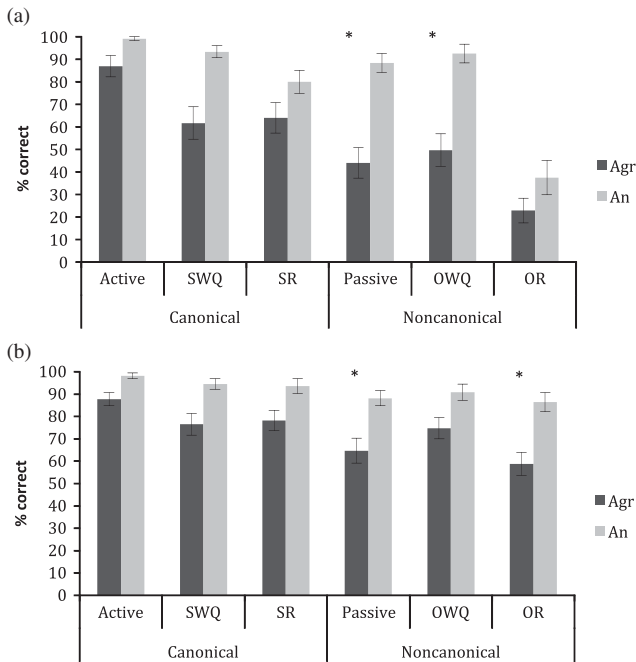 (a)
100
90
80
70
60
50
40
30
20
10
0
% correct
* *
Agr
An
Active SWQ SR Passive OWQ OR
Canonical Noncanonical
(b)
100
90
80
70
60
50
40
30
20
10
0
% correct
* *
Agr
An
Active SWQ SR Passive OWQ OR
Canonical Noncanonical